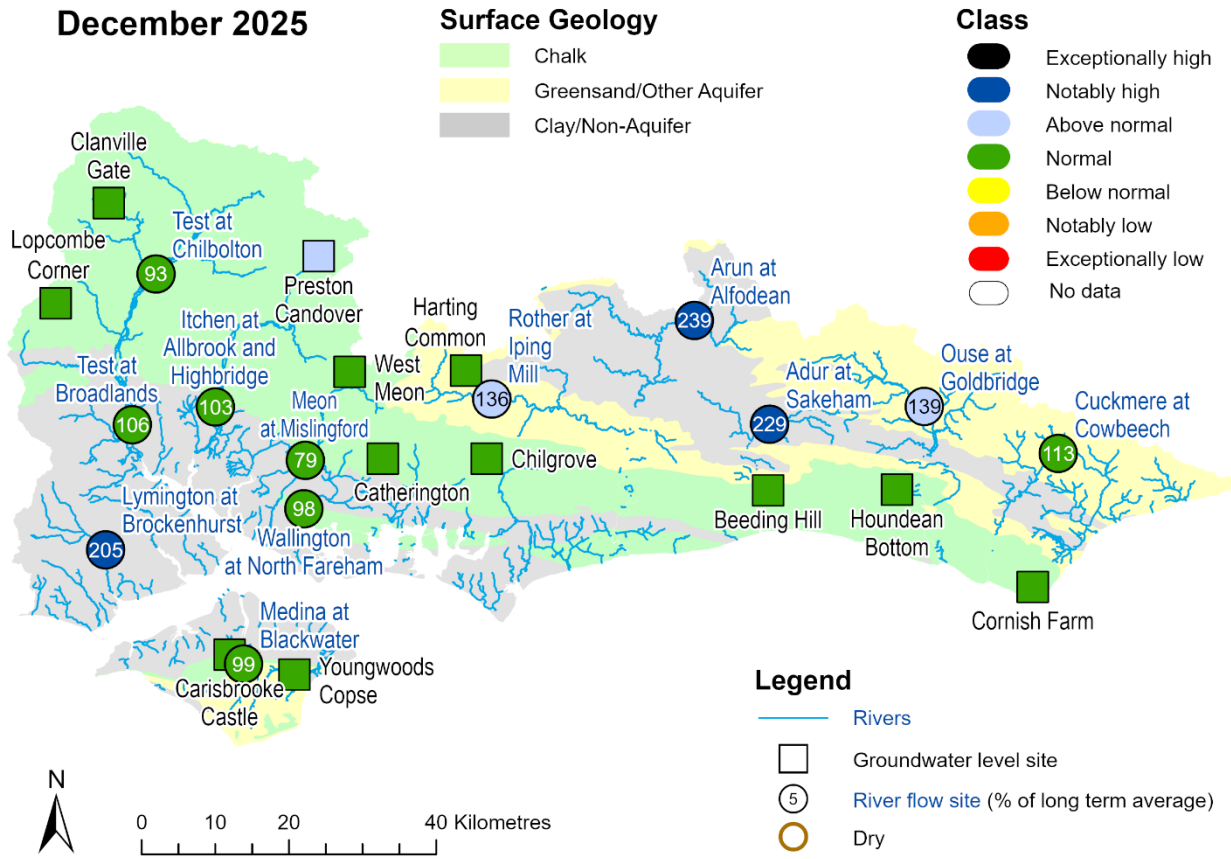 December 2025
Surface Geology
Chalk
Greensand/Other Aquifer
Clay/Non-Aquifer
Class
Exceptionally high
Notably high
Above normal
Normal
Below normal
Notably low
Exceptionally low
No data
Clanville
Gate
Test at
Chilbolton
93
Lopcombe
Corner
Preston
Candover
Itchen at
Allbrook and
Highbridge
103
Test at
Broadlands
106
West
Meon
Harting
Common
Rother at
Iping
Mill
136
Arun at
Alfodean
239
Adur at
Sakeham
229
Ouse at
Goldbridge
139
Cuckmere at
Cowbeech
113
Meon
at Mislingford
79
Catherington
Chilgrove
98
Wallington
at North Fareham
Lymington at
Brockenhurst
205
Beeding Hill
Houndean
Bottom
Cornish Farm
Medina at
Blackwater
99
Carisbrooke
Castle
Youngwoods
Copse
Legend
Rivers
Groundwater level site
5
River flow site (% of long term average)
Dry
N
0 10 20 40 Kilometres